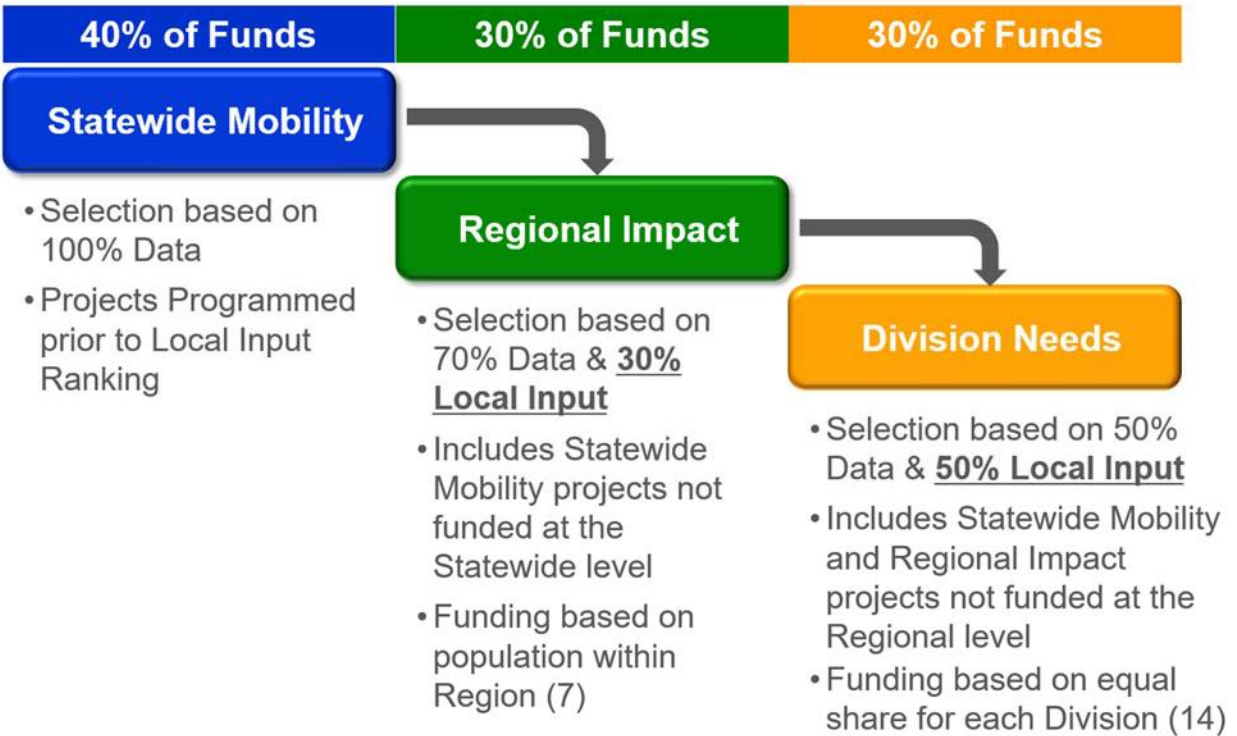 40% of Funds
30% of Funds
30% of Funds
Statewide Mobility
• Selection based on
100% Data
• Projects Programmed
prior to Local Input
Ranking
Regional Impact
• Selection based on
70% Data & 30%
Local Input
• Includes Statewide
Mobility projects not
funded at the
Statewide level
• Funding based on
population within
Region (7)
Division Needs
• Selection based on 50%
Data & 50% Local Input
• Includes Statewide Mobility
and Regional Impact
projects not funded at the
Regional level
• Funding based on equal
share for each Division (14)